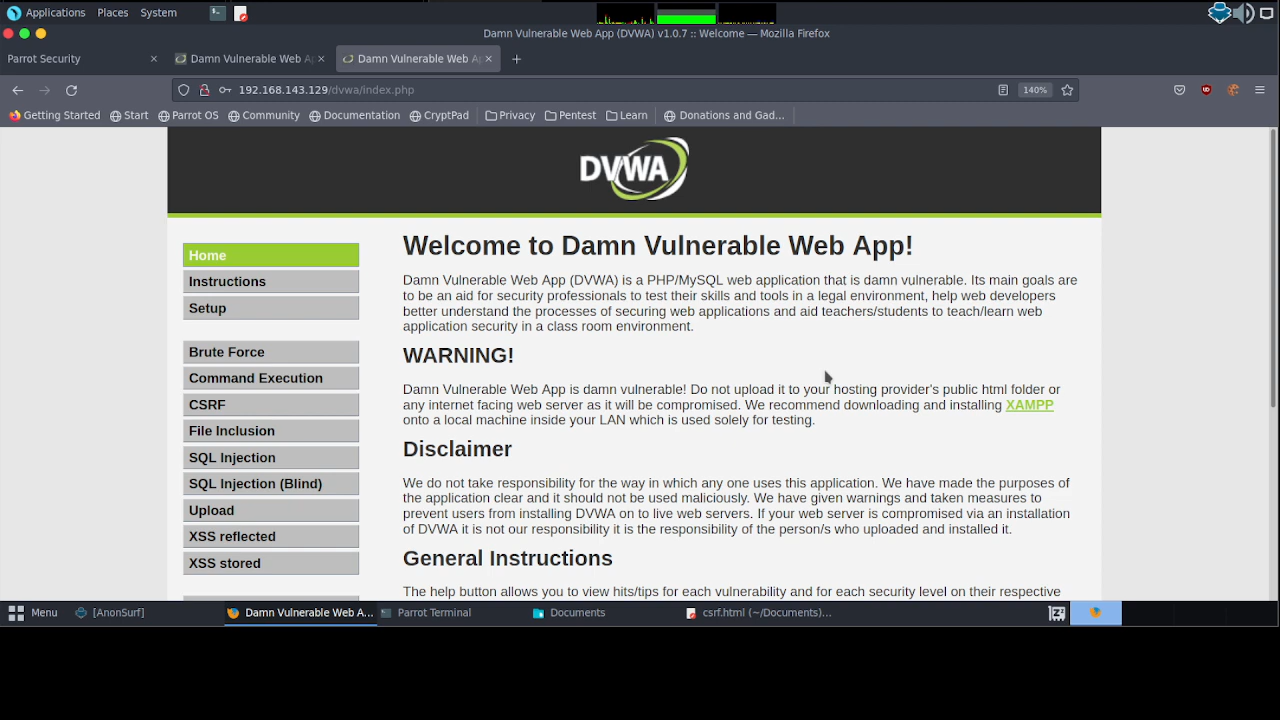 Applications Places System
Damn Vulnerable Web App (DVWA) v1.0.7 :: Welcome — Mozilla Firefox
Parrot Security × Damn Vulnerable Web Ap × Damn Vulnerable Web Ap × +
192.168.143.129/dvwa/index.php 140%
Getting Started Start Parrot OS Community Documentation CryptPad Privacy Pentest Learn Donations and Gad...
DVWA
Home
Instructions
Setup
Brute Force
Command Execution
CSRF
File Inclusion
SQL Injection
SQL Injection (Blind)
Upload
XSS reflected
XSS stored
Welcome to Damn Vulnerable Web App!
Damn Vulnerable Web App (DVWA) is a PHP/MySQL web application that is damn vulnerable. Its main goals are
to be an aid for security professionals to test their skills and tools in a legal environment, help web developers
better understand the processes of securing web applications and aid teachers/students to teach/learn web
application security in a class room environment.
WARNING!
Damn Vulnerable Web App is damn vulnerable! Do not upload it to your hosting provider's public html folder or
any internet facing web server as it will be compromised. We recommend downloading and installing XAMPP
onto a local machine inside your LAN which is used solely for testing.
Disclaimer
We do not take responsibility for the way in which any one uses this application. We have made the purposes of
the application clear and it should not be used maliciously. We have given warnings and taken measures to
prevent users from installing DVWA on to live web servers. If your web server is compromised via an installation
of DVWA it is not our responsibility it is the responsibility of the person/s who uploaded and installed it.
General Instructions
The help button allows you to view hits/tips for each vulnerability and for each security level on their respective
Menu [AnonSurf] Damn Vulnerable Web A... Parrot Terminal Documents csrf.html (~/Documents)...